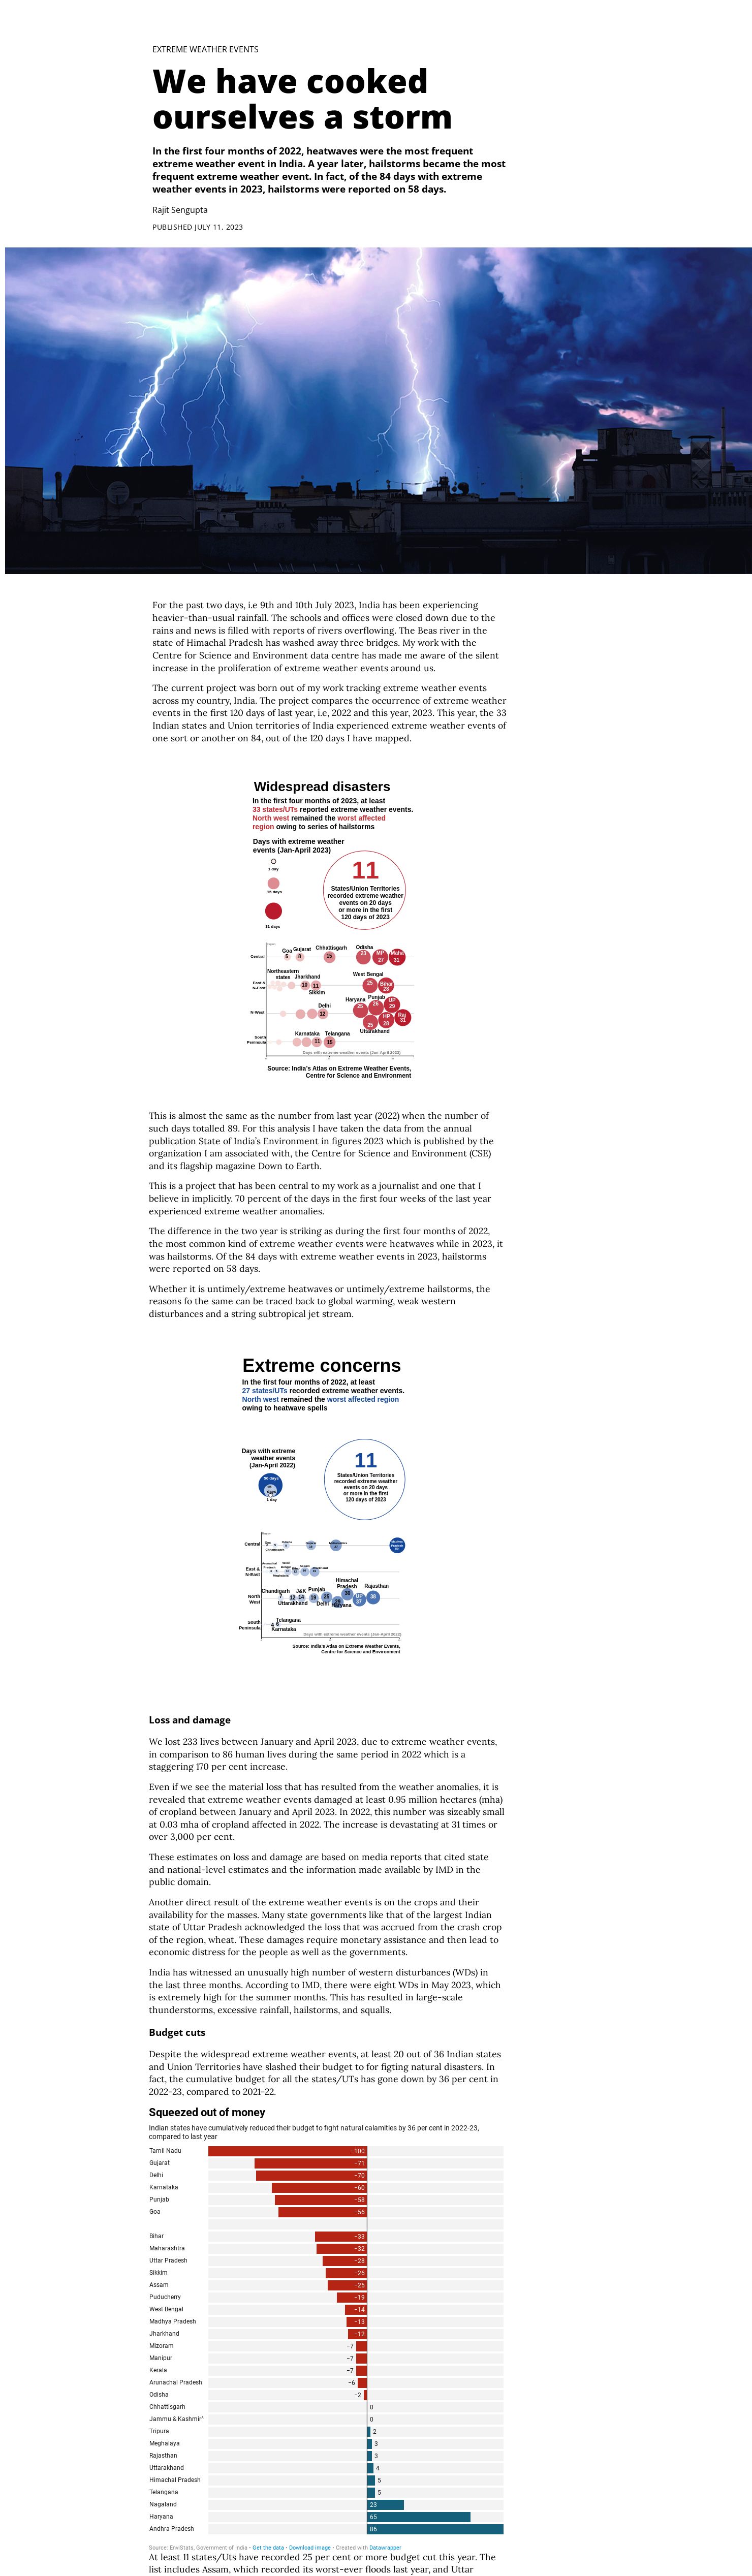 EXTREME WEATHER EVENTS
We have cooked
ourselves a storm
In the first four months of 2022, heatwaves were the most frequent
extreme weather event in India. A year later, hailstorms became the most
frequent extreme weather event. In fact, of the 84 days with extreme
weather events in 2023, hailstorms were reported on 58 days.
Rajit Sengupta
PUBLISHED JULY 11, 2023
For the past two days, i.e 9th and 10th July 2023, India has been experiencing
heavier-than-usual rainfall. The schools and offices were closed down due to the
rains and news is filled with reports of rivers overflowing. The Beas river in the
state of Himachal Pradesh has washed away three bridges. My work with the
Centre for Science and Environment data centre has made me aware of the silent
increase in the proliferation of extreme weather events around us.
The current project was born out of my work tracking extreme weather events
across my country, India. The project compares the occurrence of extreme weather
events in the first 120 days of last year, i.e, 2022 and this year, 2023. This year, the 33
Indian states and Union territories of India experienced extreme weather events of
one sort or another on 84, out of the 120 days I have mapped.
Widespread disasters
In the first four months of 2023, at least
33 states/UTs reported extreme weather events.
North west remained the worst affected
region owing to series of hailstorms
Days with extreme weather
events (Jan-April 2023)
1 day
31 days
11
States/Union Territories
recorded extreme weather
events on 20 days
or more in the first
120 days of 2023
Central
Goa 5
Gujarat 8
Chhattisgarh 15
Odisha
27
Maha 31
East &
N-East
Northeastern
states
Jharkhand
10
11
Sikkim
West Bengal
25
Bihar 28
N-West
Delhi
12
Haryana
Punjab
29
25
HP 28
Raj 31
Uttarakhand
South
Peninsula
Karnataka
11
Telangana
15
Days with extreme weather events (Jan-April 2023)
Source: India's Atlas on Extreme Weather Events,
Centre for Science and Environment
This is almost the same as the number from last year (2022) when the number of
such days totalled 89. For this analysis I have taken the data from the annual
publication State of India's Environment in figures 2023 which is published by the
organization I am associated with, the Centre for Science and Environment (CSE)
and its flagship magazine Down to Earth.
This is a project that has been central to my work as a journalist and one that I
believe in implicitly. 70 percent of the days in the first four weeks of the last year
experienced extreme weather anomalies.
The difference in the two year is striking as during the first four months of 2022,
the most common kind of extreme weather events were heatwaves while in 2023, it
was hailstorms. Of the 84 days with extreme weather events in 2023, hailstorms
were reported on 58 days.
Whether it is untimely/extreme heatwaves or untimely/extreme hailstorms, the
reasons fo the same can be traced back to global warming, weak western
disturbances and a string subtropical jet stream.
Extreme concerns
In the first four months of 2022, at least
27 states/UTs recorded extreme weather events.
North west remained the worst affected region
owing to heatwave spells
Days with extreme
weather events
(Jan-April 2022)
1 day
11
States/Union Territories
recorded extreme weather
events on 20 days
or more in the first
120 days of 2023
Central
East &
N-East
North
West
Chandigarh
J&K
Punjab
Himachal
Pradesh
Rajasthan
12
14
19
25
30
38
Uttarakhand
Delhi
Haryana
South
Peninsula
Telangana
Karnataka
Days with extreme weather events (Jan-April 2022)
Source: India's Atlas on Extreme Weather Events,
Centre for Science and Environment
Loss and damage
We lost 233 lives between January and April 2023, due to extreme weather events,
in comparison to 86 human lives during the same period in 2022 which is a
staggering 170 per cent increase.
Even if we see the material loss that has resulted from the weather anomalies, it is
revealed that extreme weather events damaged at least 0.95 million hectares (mha)
of cropland between January and April 2023. In 2022, this number was sizeably small
at 0.03 mha of cropland affected in 2022. The increase is devastating at 31 times or
over 3,000 per cent.
These estimates on loss and damage are based on media reports that cited state
and national-level estimates and the information made available by IMD in the
public domain.
Another direct result of the extreme weather events is on the crops and their
availability for the masses. Many state governments like that of the largest Indian
state of Uttar Pradesh acknowledged the loss that was accrued from the crash crop
of the region, wheat. These damages require monetary assistance and then lead to
economic distress for the people as well as the governments.
India has witnessed an unusually high number of western disturbances (WDs) in
the last three months. According to IMD, there were eight WDs in May 2023, which
is extremely high for the summer months. This has resulted in large-scale
thunderstorms, excessive rainfall, hailstorms, and squalls.
Budget cuts
Despite the widespread extreme weather events, at least 20 out of 36 Indian states
and Union Territories have slashed their budget to for figting natural disasters. In
fact, the cumulative budget for all the states/UTs has gone down by 36 per cent in
2022-23, compared to 2021-22.
Squeezed out of money
Indian states have cumulatively reduced their budget to fight natural calamities by 36 per cent in 2022-23,
compared to last year
Tamil Nadu −100
Gujarat −71
Delhi −70
Karnataka −60
Punjab −58
Goa −56
Bihar −33
Maharashtra −32
Uttar Pradesh −28
Sikkim −26
Assam −25
Puducherry −19
West Bengal −14
Madhya Pradesh −13
Jharkhand −12
Mizoram −7
Manipur −7
Kerala −7
Arunachal Pradesh −6
Odisha −2
Chhattisgarh 0
Jammu & Kashmir* 0
Tripura 2
Meghalaya 3
Rajasthan 3
Uttarakhand 4
Himachal Pradesh 5
Telangana 5
Nagaland 23
Haryana 65
Andhra Pradesh 86
Source: EnviStats, Government of India • Get the data • Download image • Created with Datawrapper
At least 11 states/Uts have recorded 25 per cent or more budget cut this year. The
list includes Assam, which recorded its worst-ever floods last year, and Uttar